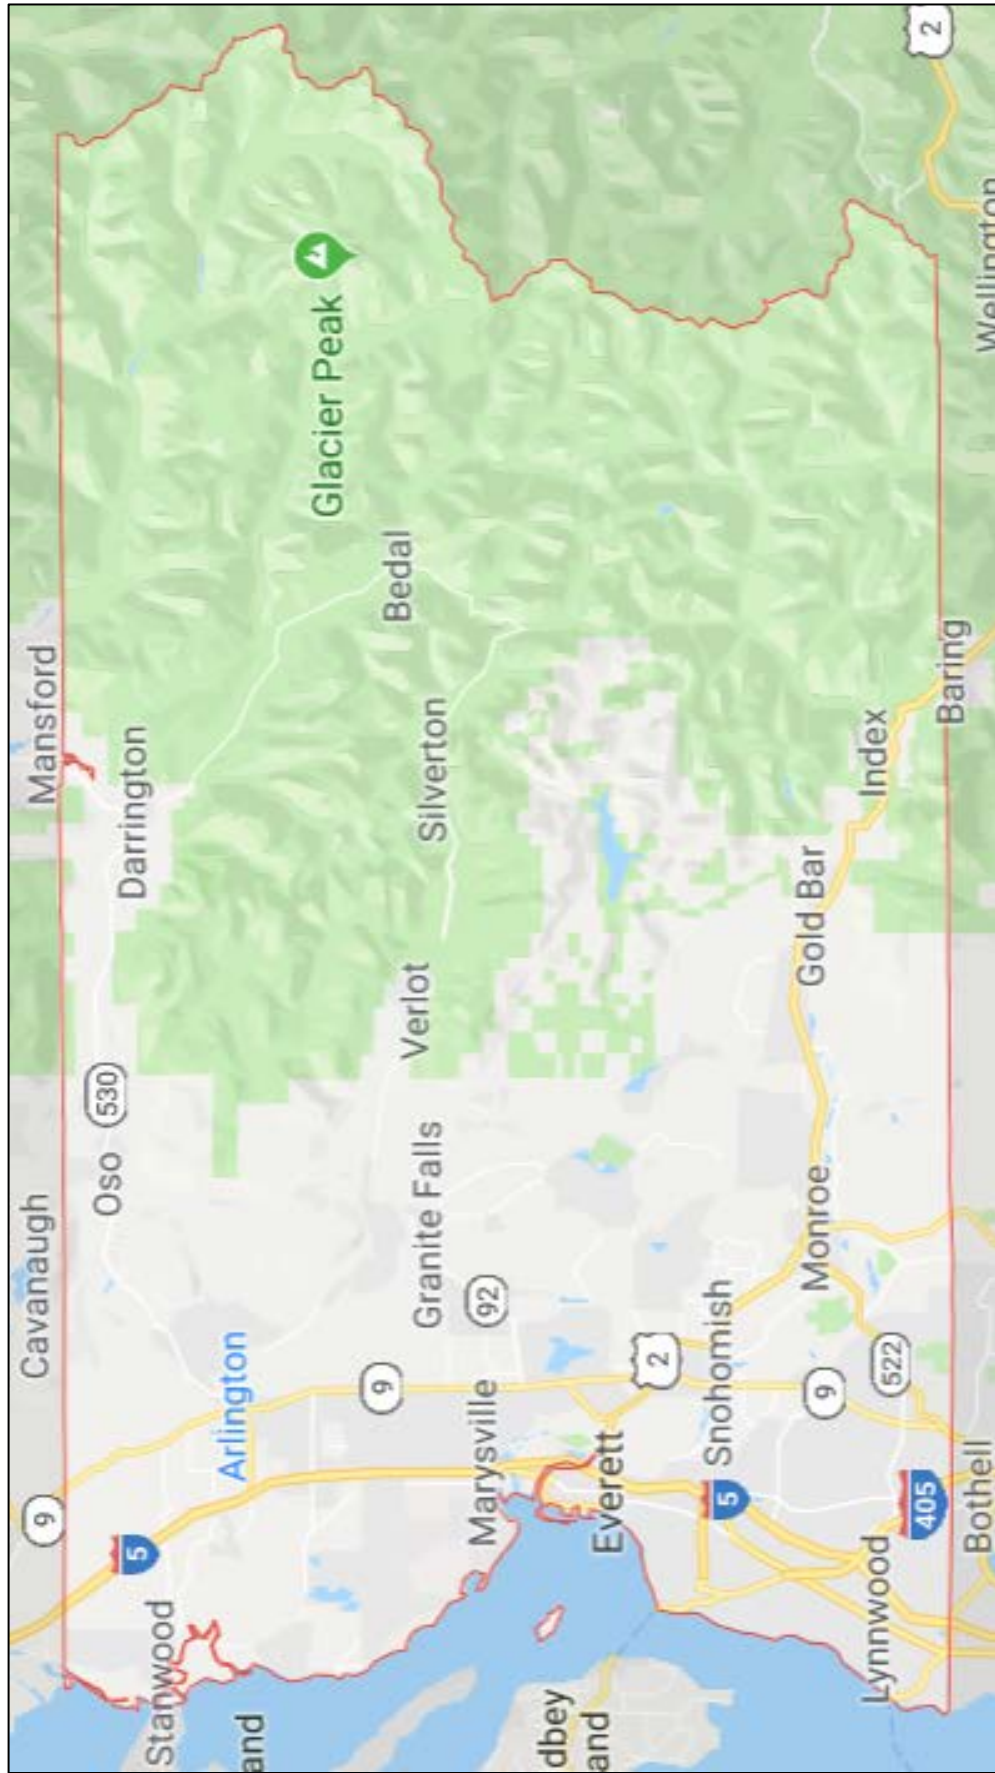 Cavanaugh
Mansford
9
Oso
530
Darrington
5
Stanwood
Arlington
Glacier Peak
9
Bedal
and
Granite Falls
Verlot
Silverton
92
Marysville
dbey
and
Everett
2
Snohomish
5
Monroe
Gold Bar
9
Index
Lynnwood
522
405
2
Baring
Bothell
Wellington